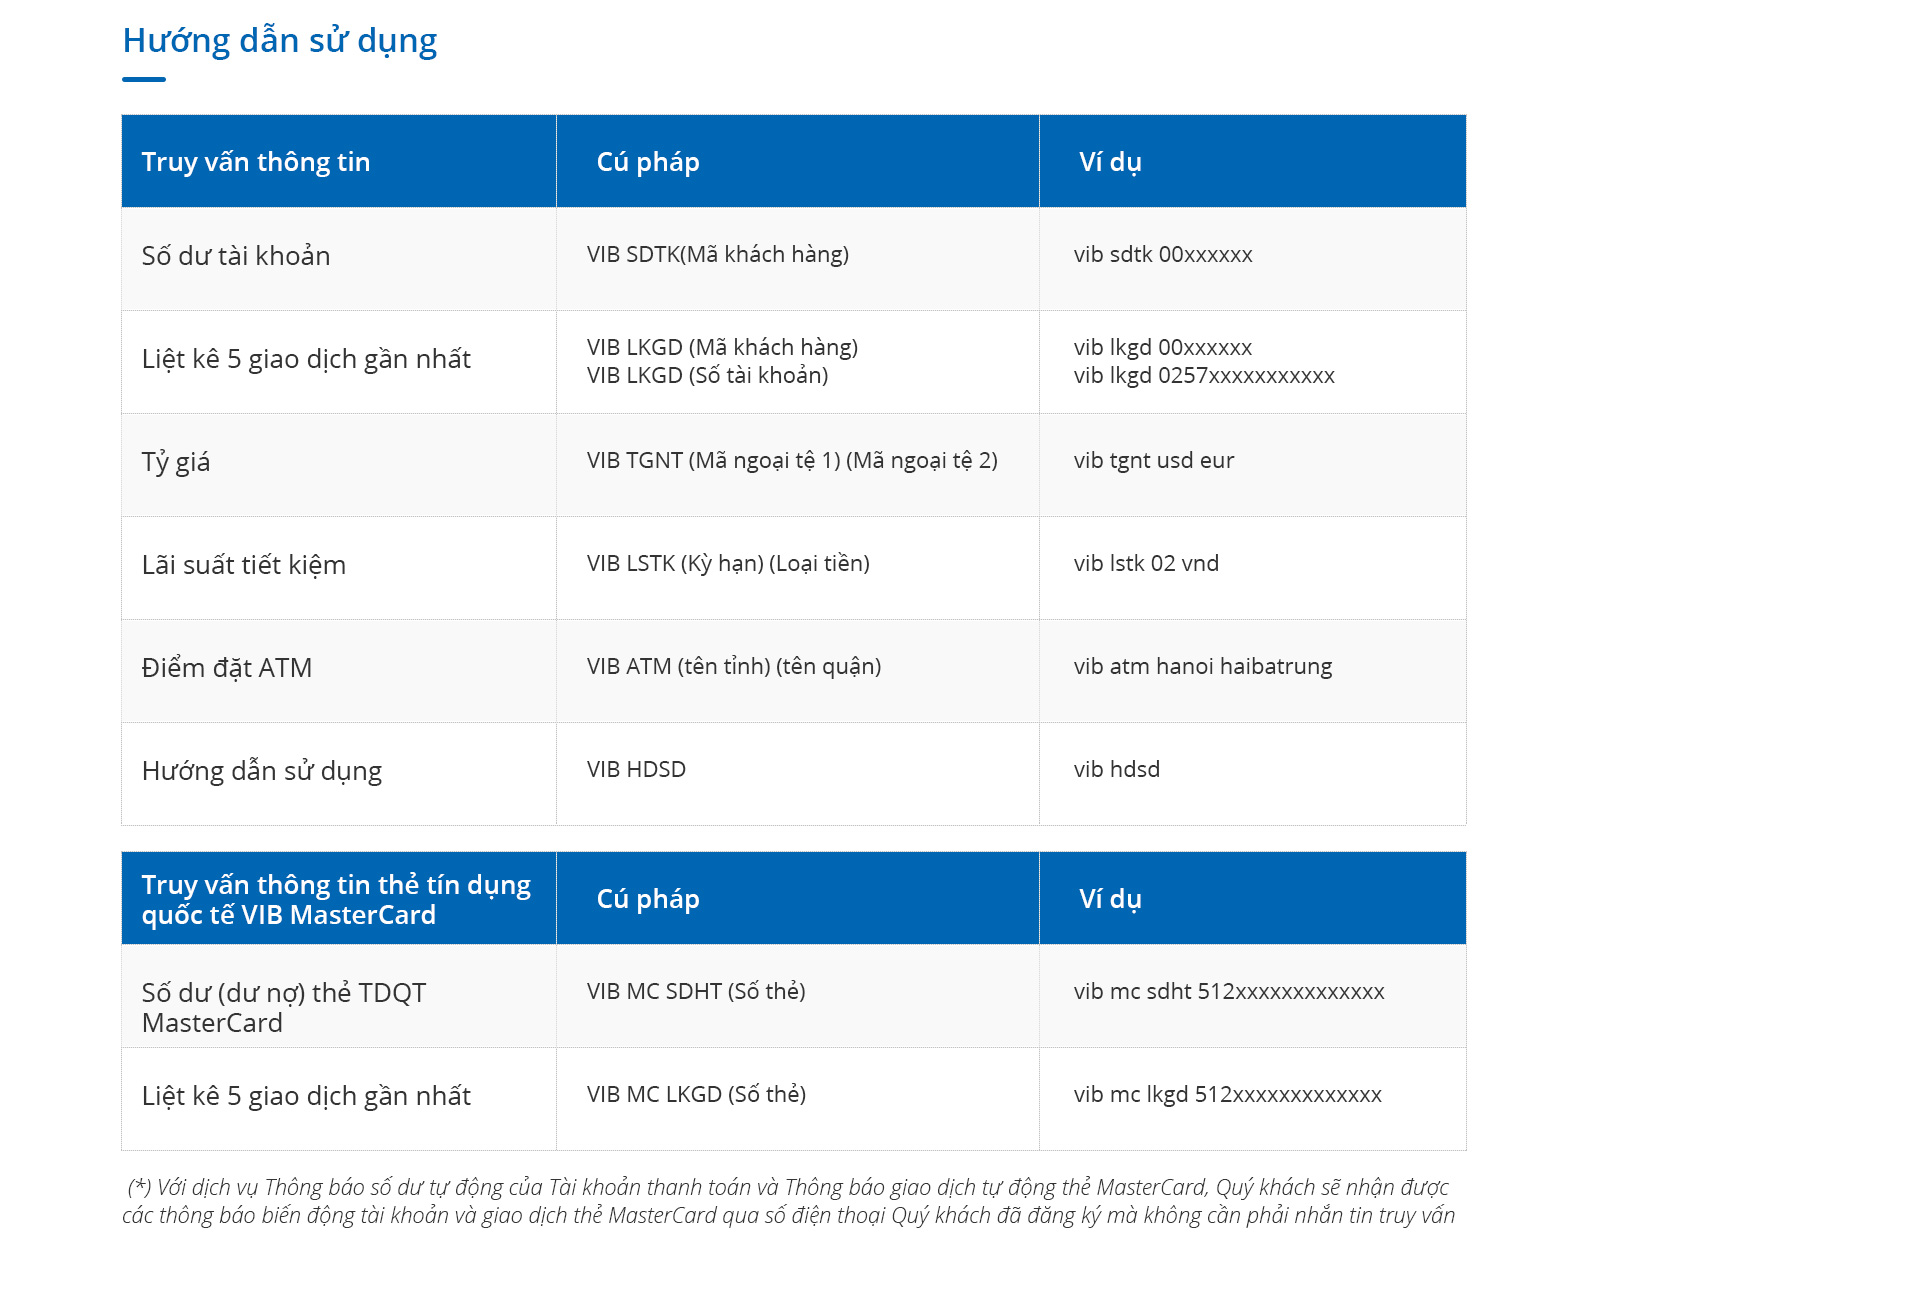 Hướng dẫn sử dụng
Truy vấn thông tin
Cú pháp
Ví dụ
Số dư tài khoản
VIB SDTK(Mã khách hàng)
vib sdtk 00xxxxxx
Liệt kê 5 giao dịch gần nhất
VIB LKGD (Mã khách hàng)
VIB LKGD (Số tài khoản)
vib lkgd 00xxxxxx
vib lkgd 0257xxxxxxxxxxx
Tỷ giá
VIB TGNT (Mã ngoại tệ 1) (Mã ngoại tệ 2)
vib tgnt usd eur
Lãi suất tiết kiệm
VIB LSTK (Kỳ hạn) (Loại tiền)
vib lstk 02 vnd
Điểm đặt ATM
VIB ATM (tên tỉnh) (tên quận)
vib atm hanoi haibatrung
Hướng dẫn sử dụng
VIB HDSD
vib hdsd
Truy vấn thông tin thẻ tín dụng
quốc tế VIB MasterCard
Cú pháp
Ví dụ
Số dư (dư nợ) thẻ TDQT
MasterCard
VIB MC SDHT (Số thẻ)
vib mc sdht 512xxxxxxxxxxxxx
Liệt kê 5 giao dịch gần nhất
VIB MC LKGD (Số thẻ)
vib mc lkgd 512xxxxxxxxxxxxx
(*) Với dịch vụ Thông báo số dư tự động của Tài khoản thanh toán và Thông báo giao dịch tự động thẻ MasterCard, Quý khách sẽ nhận được
các thông báo biến động tài khoản và giao dịch thẻ MasterCard qua số điện thoại Quý khách đã đăng ký mà không cần phải nhắn tin truy vấn